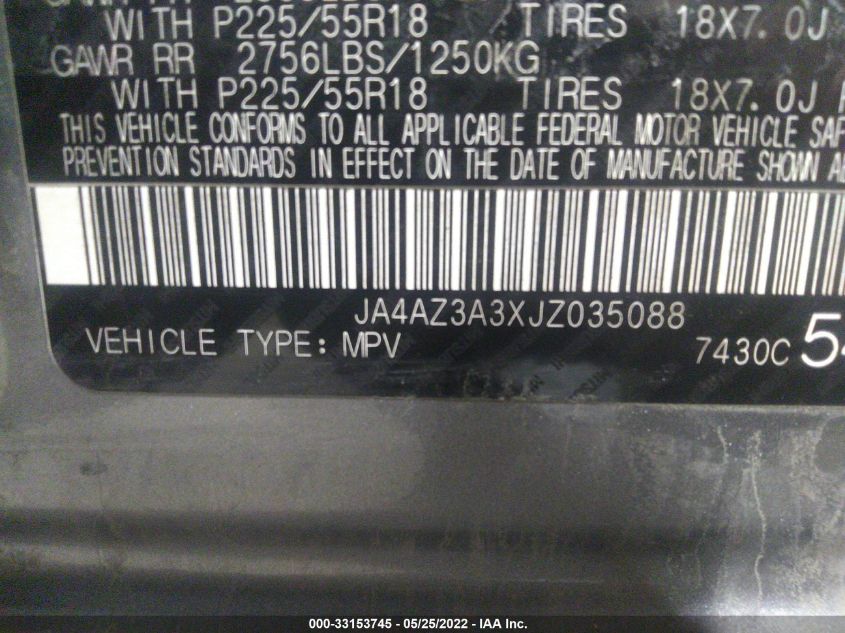 WITH P225/55R18 TIRES 18X7.0J
GAWR RR 2756LBS/1250KG
WITH P225/55R18 TIRES 18X7.0J
THIS VEHICLE CONFORMS TO ALL APPLICABLE FEDERAL MOTOR VEHICLE SAF
PREVENTION STANDARDS IN EFFECT ON THE DATE OF MANUFACTURE SHOWN A
JA4AZ3A3XJZ035088
VEHICLE TYPE: MPV 7430C 54
000-33153745 - 05/25/2022 - IAA Inc.